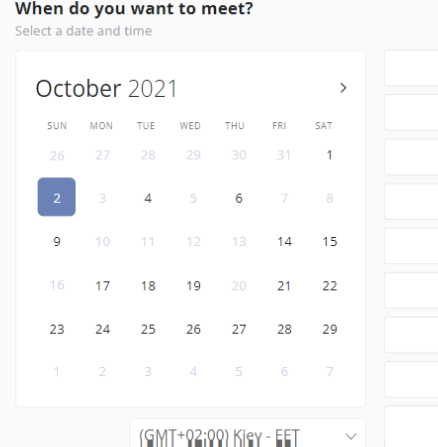 When do you want to meet?
Select a date and time
October 2021
SUN MON TUE WED THU FRI SAT
26 27 28 29 30 31 1
2 3 4 5 6 7 8
9 10 11 12 13 14 15
16 17 18 19 20 21 22
23 24 25 26 27 28 29
1 2 3 4 5 6 7
(GMT+02:00) Kiev - EET